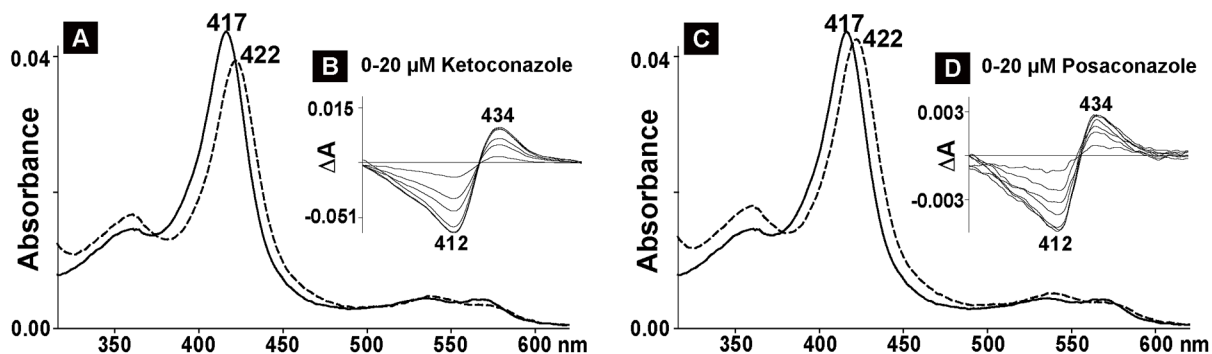 A
417
422
0.04
Absorbance
0.00
350 400 450 500 550 600 nm
B 0-20 µM Ketoconazole
0.015
434
ΔA
-0.051
412
C
417
422
0.04
Absorbance
0.00
350 400 450 500 550 600 nm
D 0-20 µM Posaconazole
0.003
434
ΔA
-0.003
412